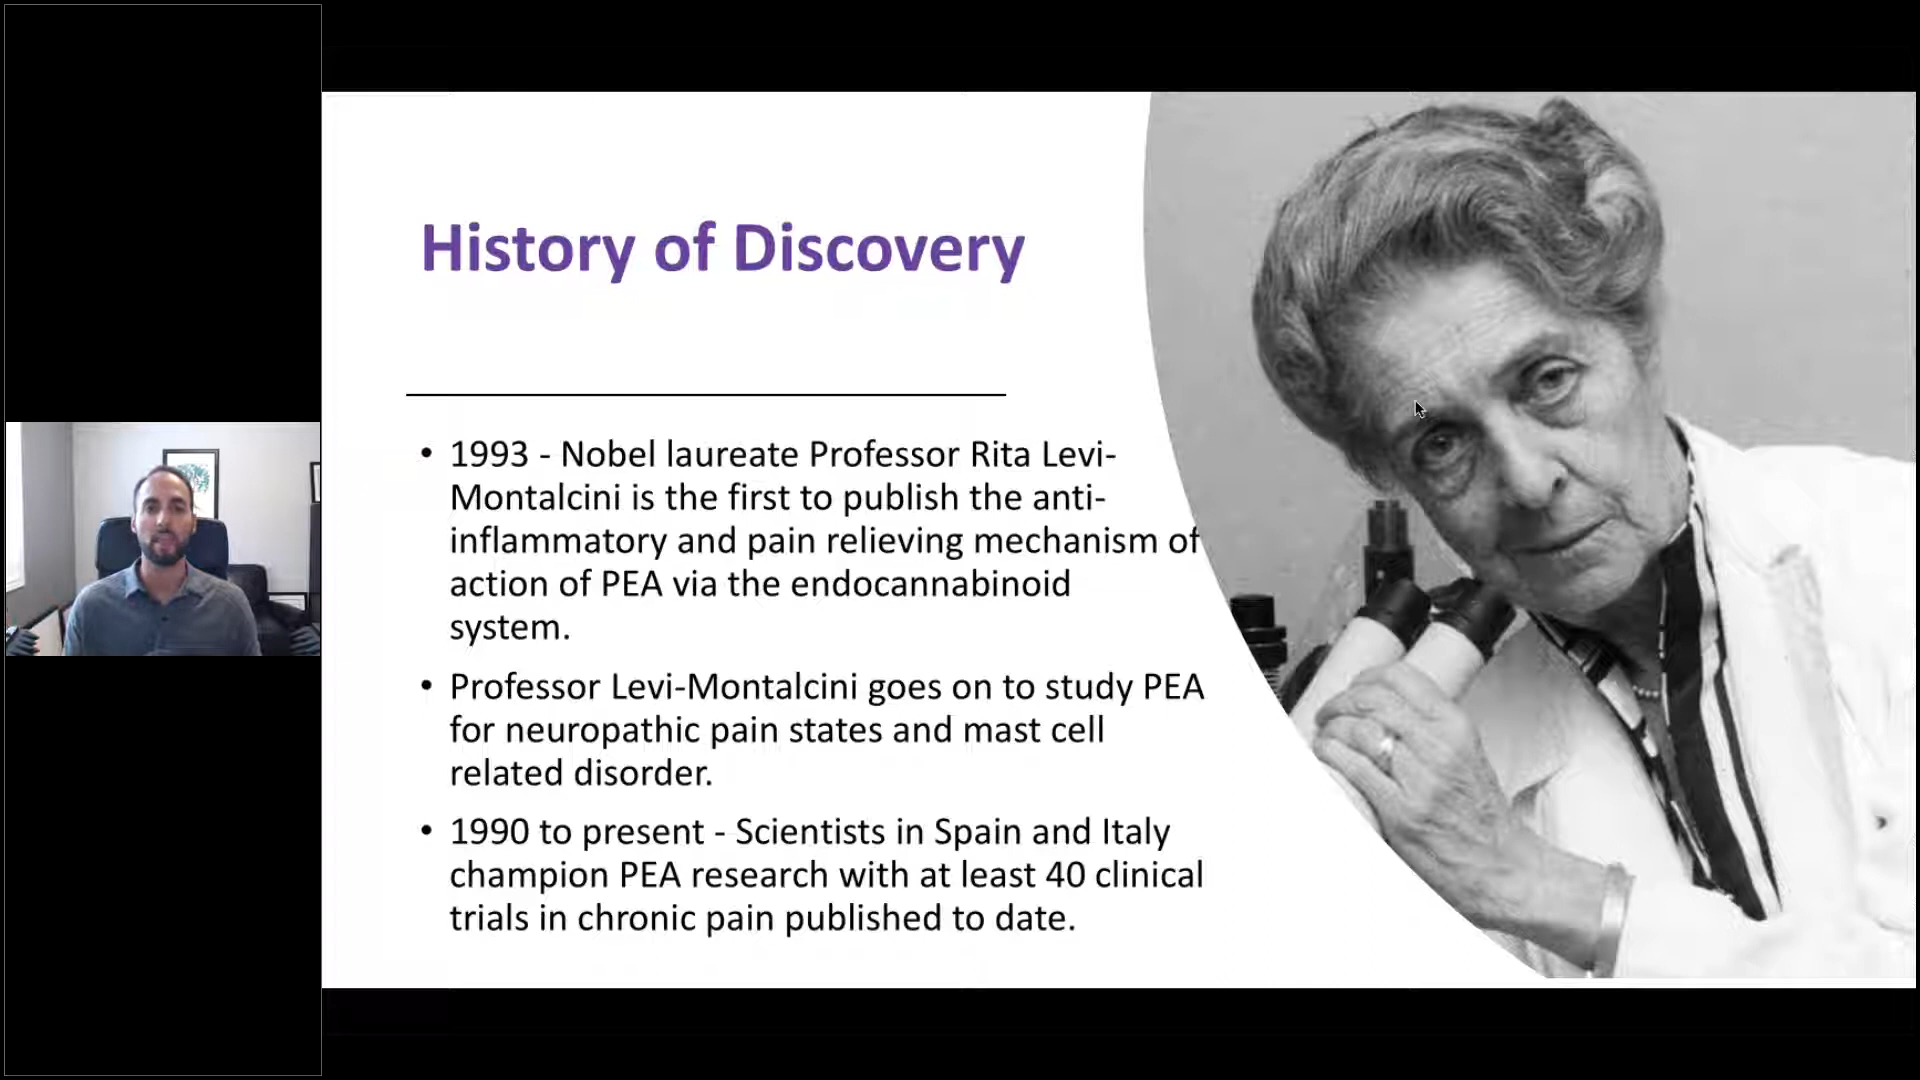 History of Discovery
• 1993 - Nobel laureate Professor Rita Levi-
Montalcini is the first to publish the anti-
inflammatory and pain relieving mechanism of
action of PEA via the endocannabinoid
system.
• Professor Levi-Montalcini goes on to study PEA
for neuropathic pain states and mast cell
related disorder.
• 1990 to present - Scientists in Spain and Italy
champion PEA research with at least 40 clinical
trials in chronic pain published to date.